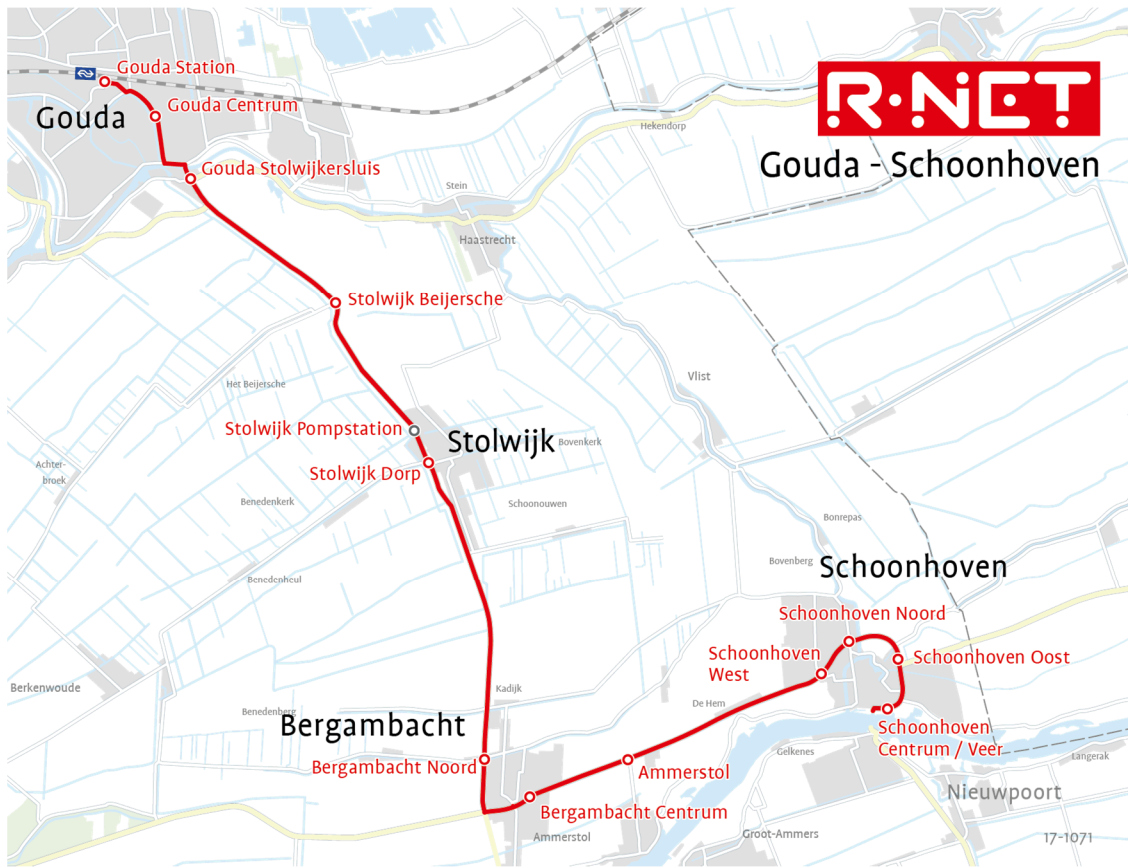 Gouda Station
R·NET
Gouda
Gouda Centrum
Hekendorp
Gouda - Schoonhoven
Gouda Stolwijkersluis
Stein
Haastrecht
Stolwijk Beijersche
Het Beijersche
Vlist
Stolwijk Pompstation
Stolwijk
Bovenkerk
Achter-
broek
Stolwijk Dorp
Benedenkerk
Schoonouwen
Bonrepas
Bovenberg
Schoonhoven
Benedenheul
Schoonhoven Noord
Schoonhoven
West
Schoonhoven Oost
Berkenwoude
Kadijk
De Hem
Benedenberg
Bergambacht
Schoonhoven
Centrum / Veer
Gelkenes
Langerak
Bergambacht Noord
Ammerstol
Nieuwpoort
Bergambacht Centrum
Ammerstol
Groot-Ammers
17-1071